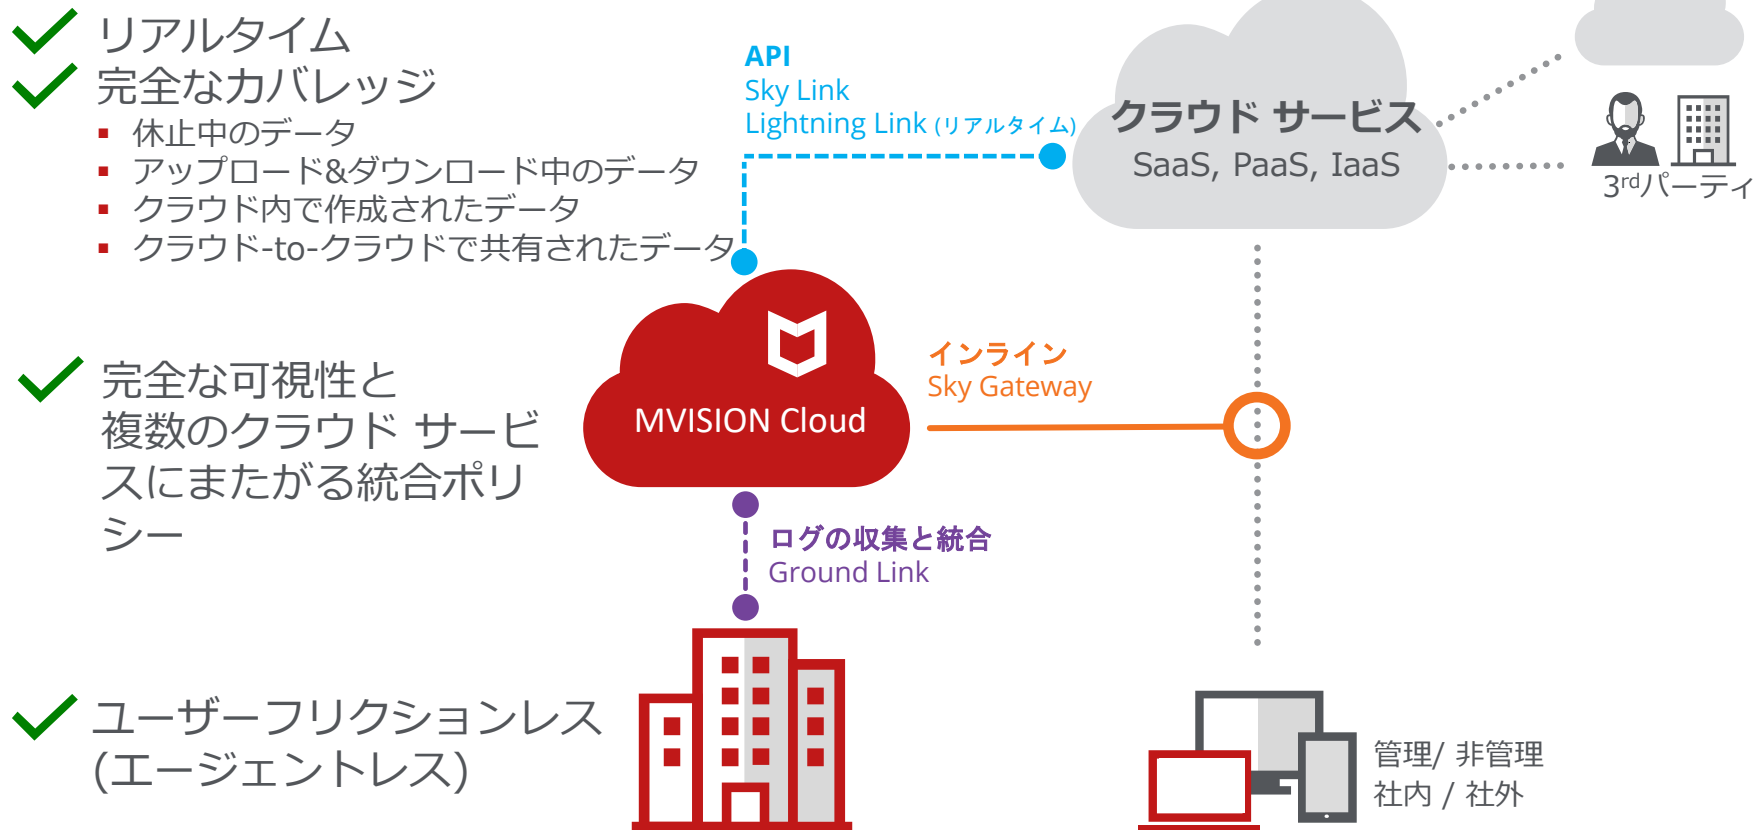 リアルタイム
完全なカバレッジ
休止中のデータ
アップロード&ダウンロード中のデータ
クラウド内で作成されたデータ
クラウド-to-クラウドで共有されたデータ
完全な可視性と
複数のクラウド サービ
スにまたがる統合ポリ
シー
ユーザーフリクションレス
(エージェントレス)
API
Sky Link
Lightning Link (リアルタイム)
クラウド サービス
SaaS, PaaS, IaaS
3rdパーティ
MVISION Cloud
インライン
Sky Gateway
ログの収集と統合
Ground Link
管理/ 非管理
社内 / 社外